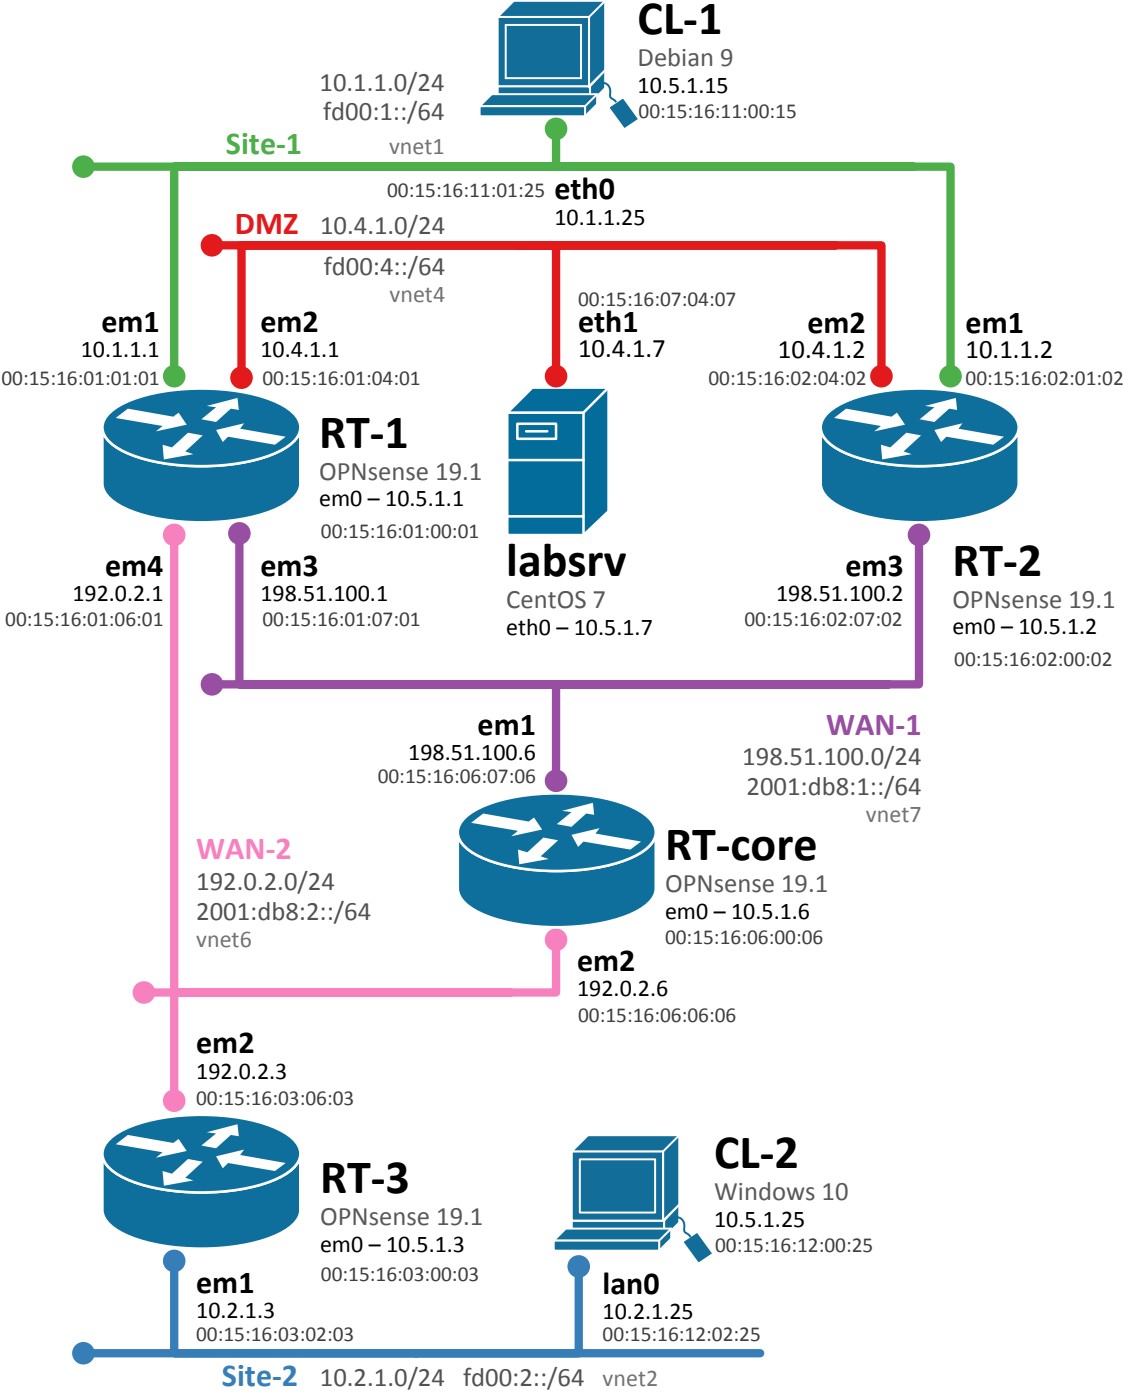 CL-1
Debian 9
10.5.1.15
00:15:16:11:00:15
10.1.1.0/24
fd00:1::/64
Site-1
vnet1
00:15:16:11:01:25
eth0
10.1.1.25
DMZ
10.4.1.0/24
fd00:4::/64
vnet4
em1
10.1.1.1
00:15:16:01:01:01
em2
10.4.1.1
00:15:16:01:04:01
00:15:16:07:04:07
eth1
10.4.1.7
em2
10.4.1.2
00:15:16:02:04:02
em1
10.1.1.2
00:15:16:02:01:02
RT-1
OPNsense 19.1
em0 – 10.5.1.1
00:15:16:01:00:01
labsrv
CentOS 7
eth0 – 10.5.1.7
RT-2
OPNsense 19.1
em0 – 10.5.1.2
00:15:16:02:00:02
em4
192.0.2.1
00:15:16:01:06:01
em3
198.51.100.1
00:15:16:01:07:01
em3
198.51.100.2
00:15:16:02:07:02
em1
198.51.100.6
00:15:16:06:07:06
WAN-1
198.51.100.0/24
2001:db8:1::/64
vnet7
WAN-2
192.0.2.0/24
2001:db8:2::/64
vnet6
RT-core
OPNsense 19.1
em0 – 10.5.1.6
00:15:16:06:00:06
em2
192.0.2.6
00:15:16:06:06:06
em2
192.0.2.3
00:15:16:03:06:03
RT-3
OPNsense 19.1
em0 – 10.5.1.3
00:15:16:03:00:03
CL-2
Windows 10
10.5.1.25
00:15:16:12:00:25
em1
10.2.1.3
00:15:16:03:02:03
lan0
10.2.1.25
00:15:16:12:02:25
Site-2 10.2.1.0/24 fd00:2::/64 vnet2